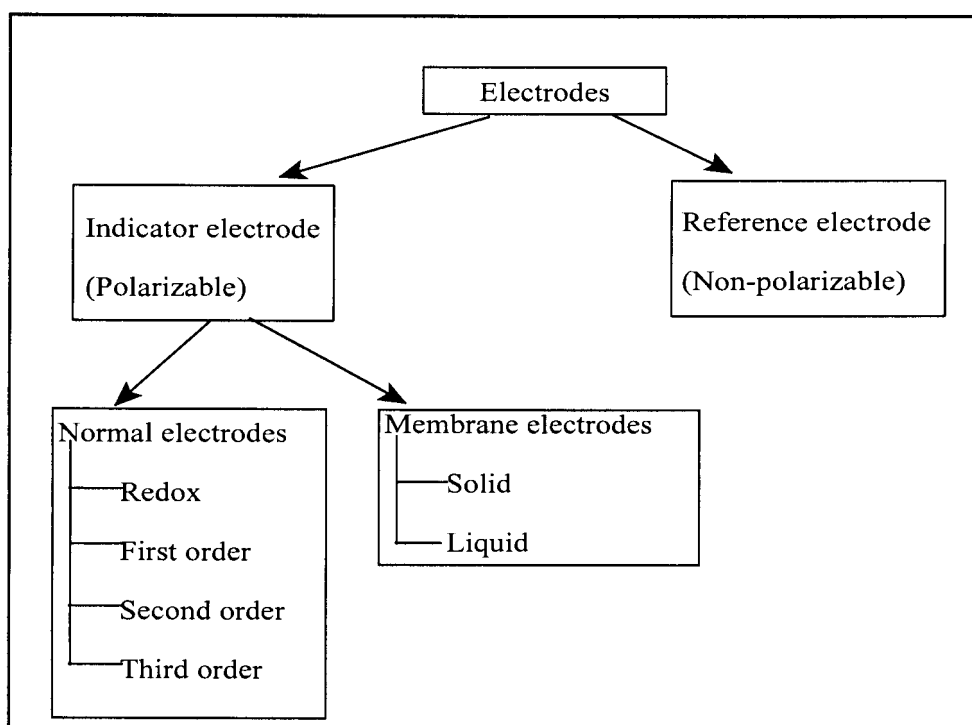 Electrodes
Indicator electrode
(Polarizable)
Reference electrode
(Non-polarizable)
Normal electrodes
Redox
First order
Second order
Third order
Membrane electrodes
Solid
Liquid